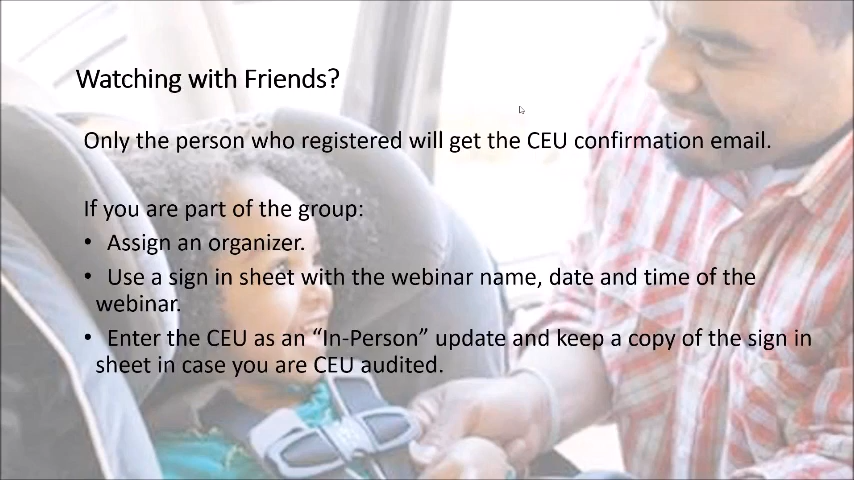 Watching with Friends?
Only the person who registered will get the CEU confirmation email.
If you are part of the group:
• Assign an organizer.
• Use a sign in sheet with the webinar name, date and time of the
webinar.
• Enter the CEU as an “In-Person” update and keep a copy of the sign in
sheet in case you are CEU audited.